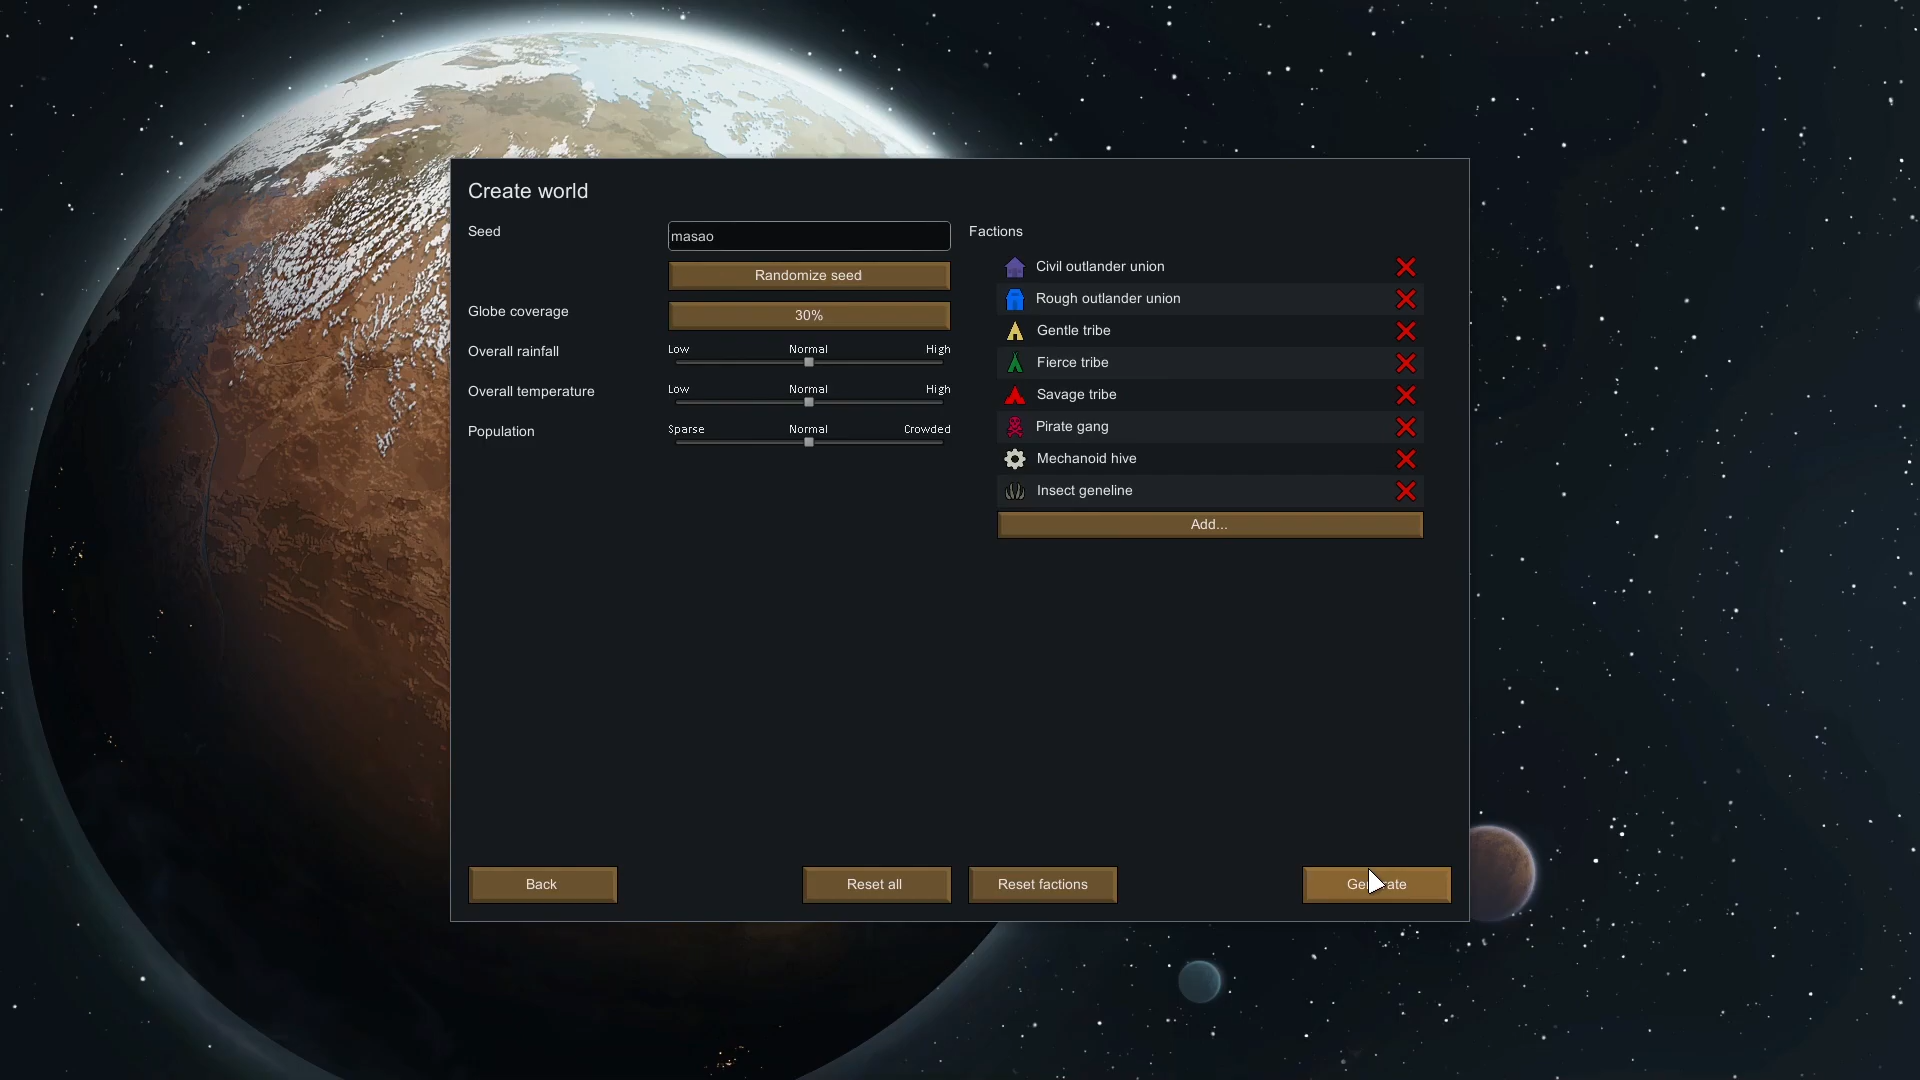 Create world
Seed
masao
Randomize seed
Globe coverage
30%
Overall rainfall
Low Normal High
Overall temperature
Low Normal High
Population
Sparse Normal Crowded
Factions
Civil outlander union
Rough outlander union
Gentle tribe
Fierce tribe
Savage tribe
Pirate gang
Mechanoid hive
Insect geneline
Add...
Back
Reset all
Reset factions
Generate